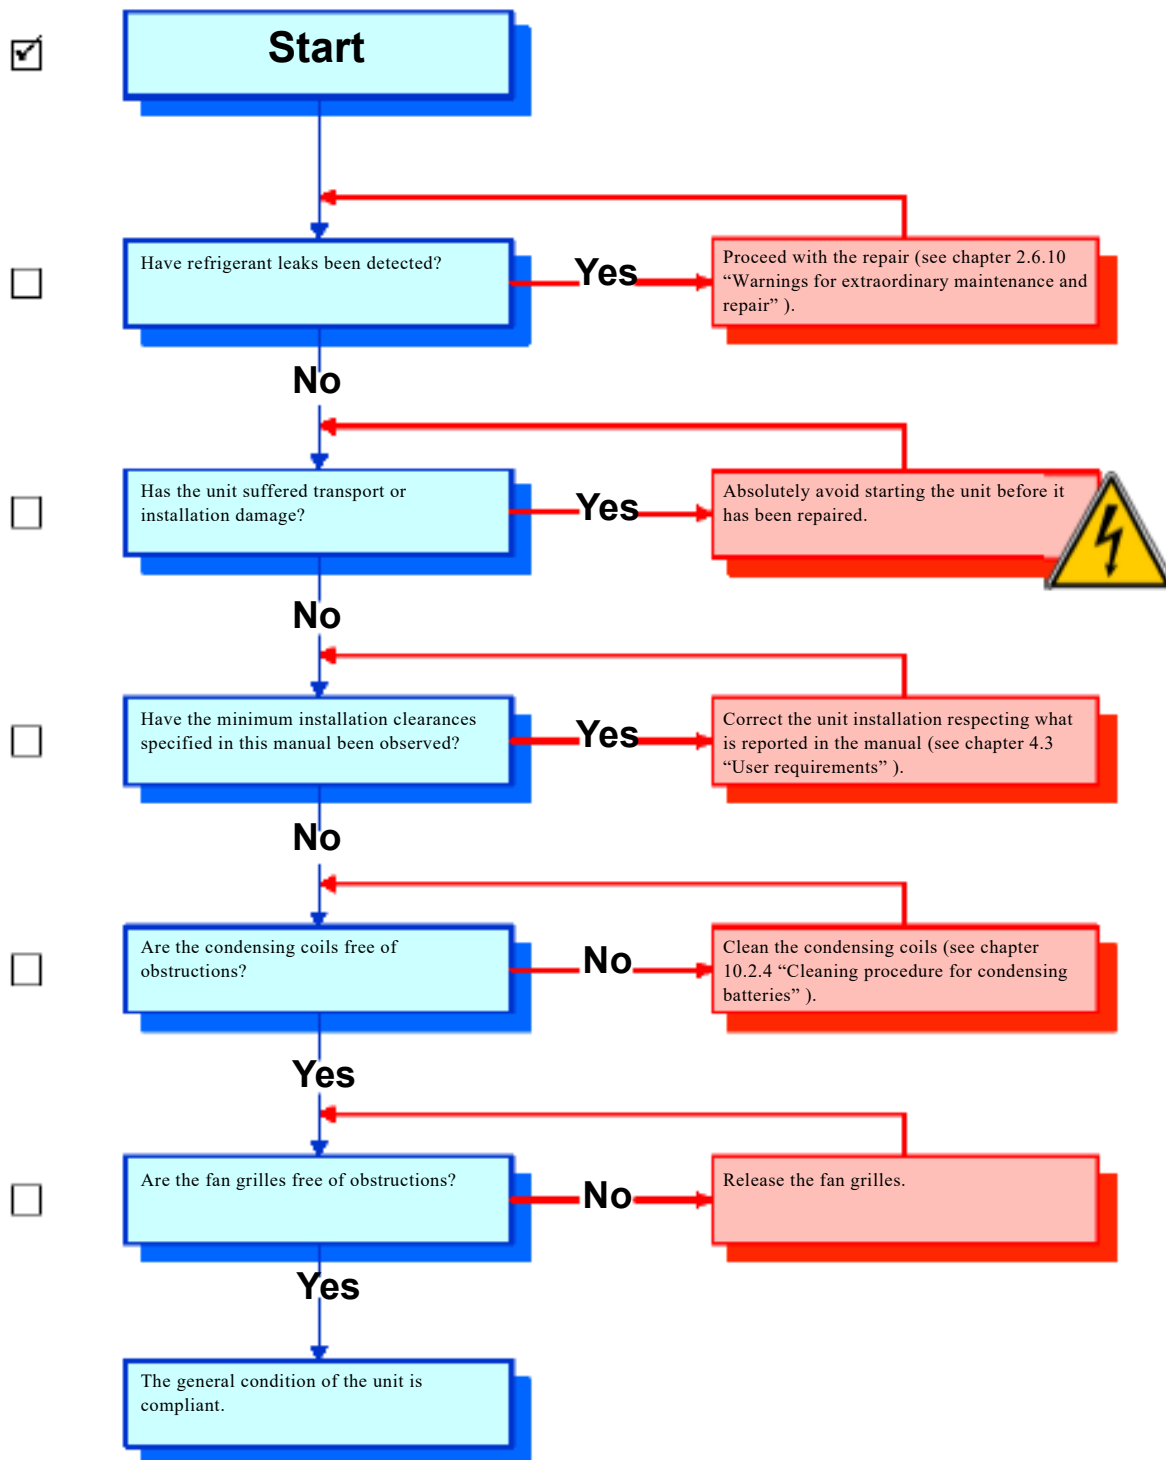 Start
Have refrigerant leaks been detected?
Yes
Proceed with the repair (see chapter 2.6.10
“Warnings for extraordinary maintenance and
repair” ).
No
Has the unit suffered transport or
installation damage?
Yes
Absolutely avoid starting the unit before it
has been repaired.
No
Have the minimum installation clearances
specified in this manual been observed?
Yes
Correct the unit installation respecting what
is reported in the manual (see chapter 4.3
“User requirements” ).
No
Are the condensing coils free of
obstructions?
No
Clean the condensing coils (see chapter
10.2.4 “Cleaning procedure for condensing
batteries” ).
Yes
Are the fan grilles free of obstructions?
No
Release the fan grilles.
Yes
The general condition of the unit is
compliant.